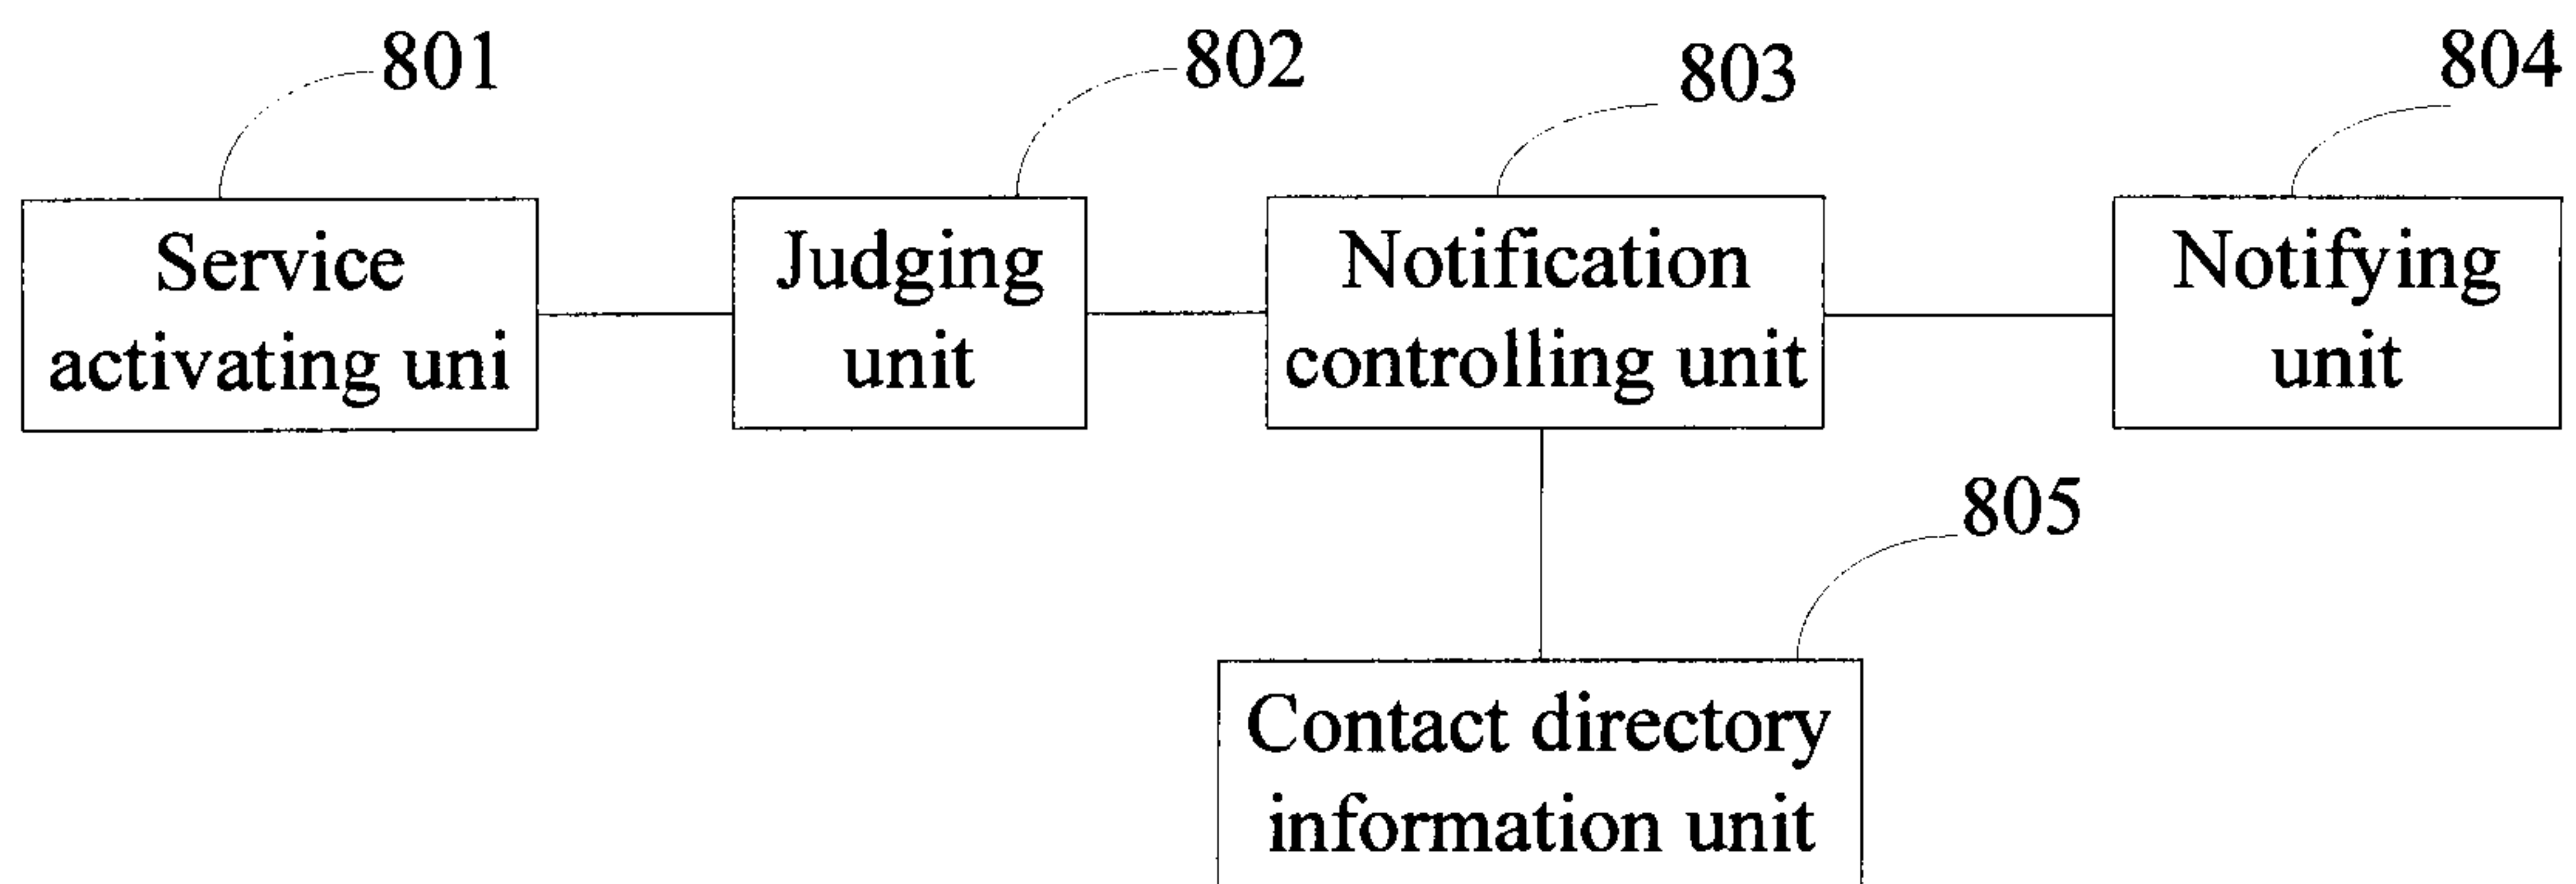 801
802
803
804
Service
activating uni
Judging
unit
Notification
controlling unit
Notifying
unit
805
Contact directory
information unit